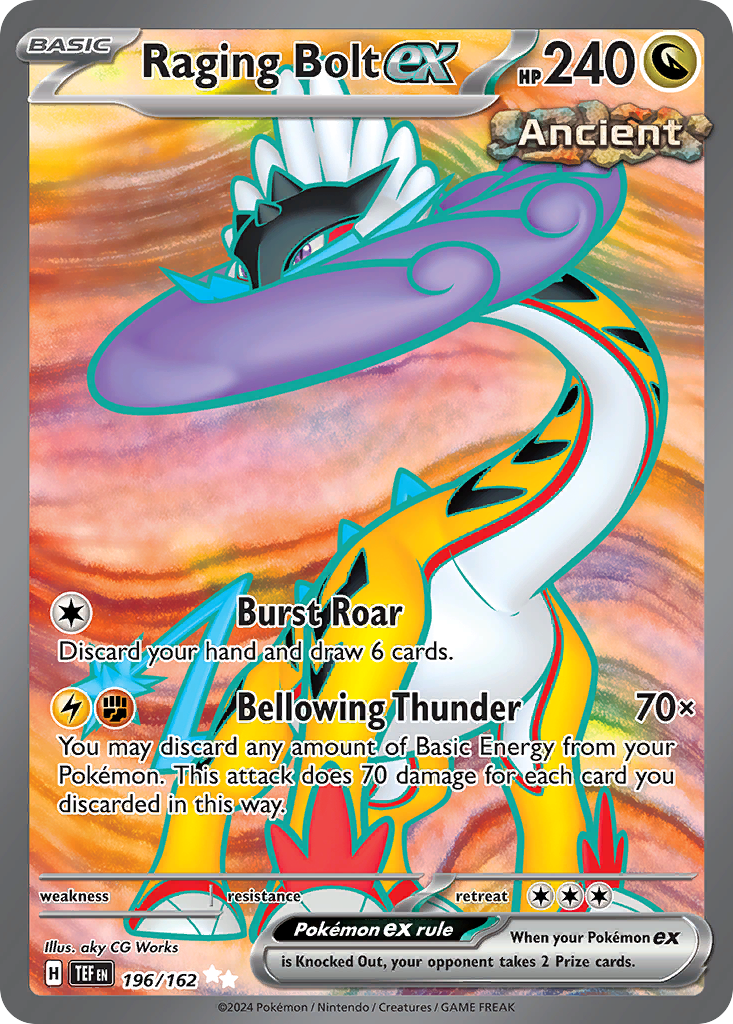 BASIC
Raging Bolt ex
HP 240
Ancient
Burst Roar
Discard your hand and draw 6 cards.
Bellowing Thunder 70×
You may discard any amount of Basic Energy from your
Pokémon. This attack does 70 damage for each card you
discarded in this way.
weakness resistance retreat
Illus. aky CG Works
Pokémon ex rule When your Pokémon ex
is Knocked Out, your opponent takes 2 Prize cards.
H TEF EN 196/162
©2024 Pokémon / Nintendo / Creatures / GAME FREAK